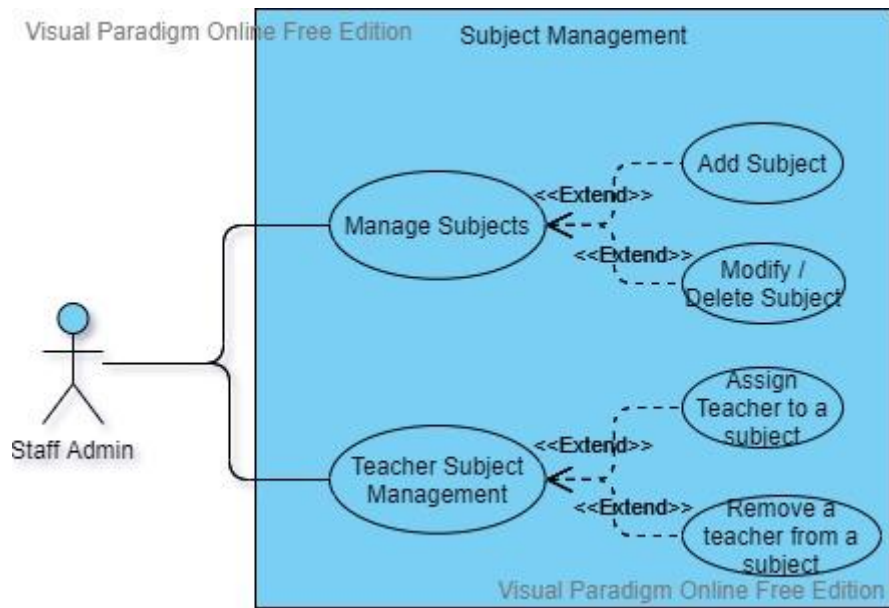 Visual Paradigm Online Free Edition
Subject Management
Add Subject
<<Extend>>
Manage Subjects
<<Extend>>
Modify /
Delete Subject
Staff Admin
Assign
Teacher to a
subject
<<Extend>>
Teacher Subject
Management
<<Extend>>
Remove a
teacher from a
subject
Visual Paradigm Online Free Edition